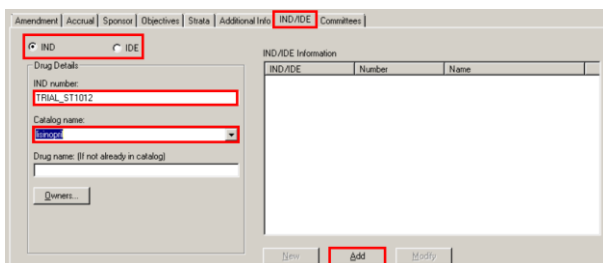 Amendment Accrual Sponsor Objectives Strata Additional Info IND/IDE Committees
IND IDE
Drug Details
IND number:
TRIAL_ST1012
Catalog name:
lisinopril
Drug name: (If not already in catalog)
Owners...
IND/IDE Information
IND/IDE Number Name
New Add Modify